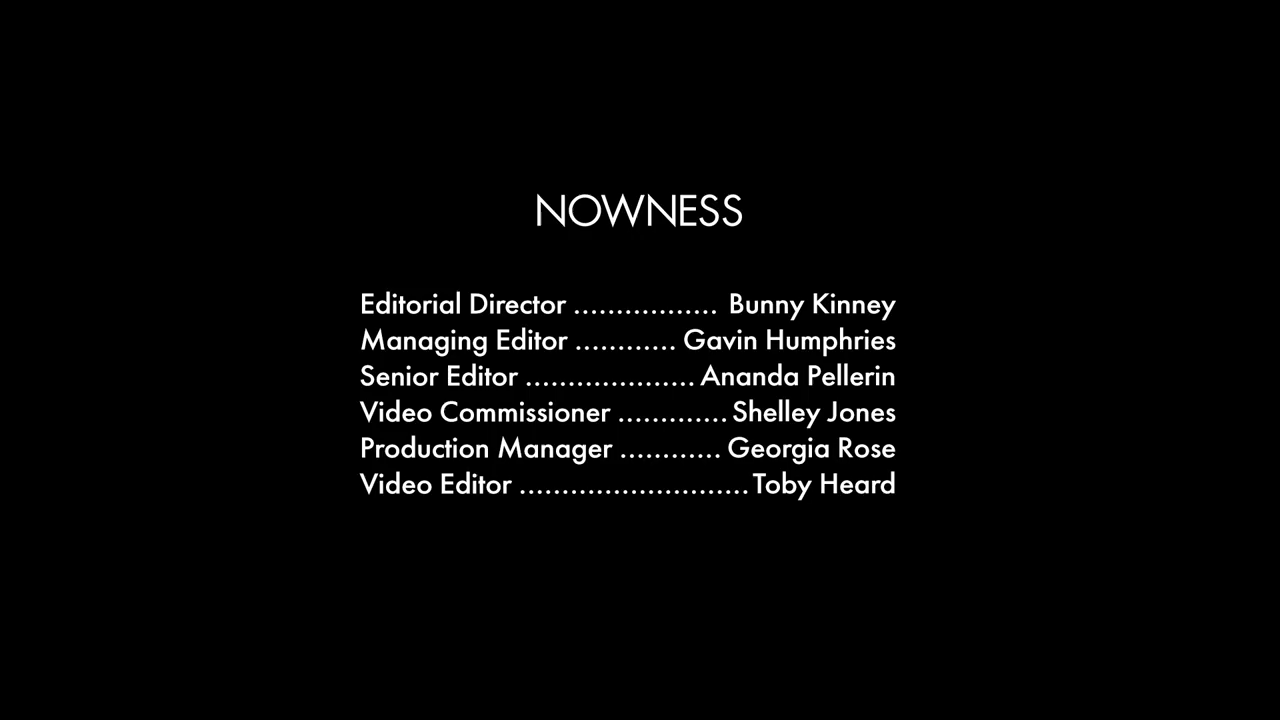 NOWNESS
Editorial Director ................. Bunny Kinney
Managing Editor ............ Gavin Humphries
Senior Editor .................... Ananda Pellerin
Video Commissioner ............. Shelley Jones
Production Manager ............ Georgia Rose
Video Editor ........................... Toby Heard